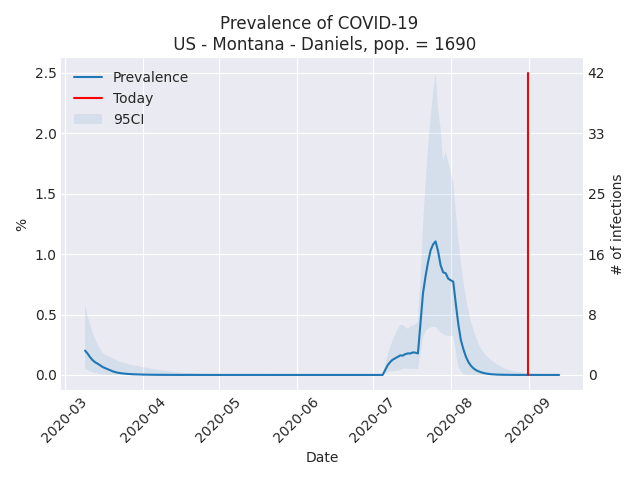 Prevalence of COVID-19
US - Montana - Daniels, pop. = 1690
Prevalence
Today
95CI
2.5
2.0
1.5
1.0
0.5
0.0
%
42
33
25
16
8
0
# of infections
2020-03
2020-04
2020-05
2020-06
2020-07
2020-08
2020-09
Date